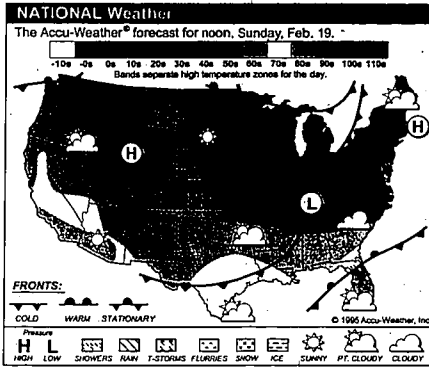 NATIONAL Weather
The Accu-Weather® forecast for noon, Sunday, Feb. 19.
-10s -0s 0s 10s 20s 30s 40s 50s 60s 70s 80s 90s 100s 110s
Bands separate high temperature zones for the day.
H
H
L
FRONTS:
COLD WARM STATIONARY
© 1995 Accu-Weather, Inc.
Pressure
H L
HIGH LOW SHOWERS RAIN T-STORMS FLURRIES SNOW ICE SUNNY PT. CLOUDY CLOUDY